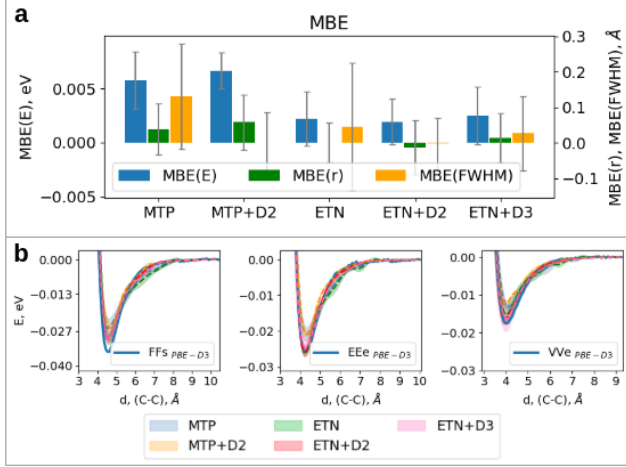 a
MBE
MBE(E), eV
0.005
0.000
−0.005
0.3
0.2
0.1
0.0
−0.1
MBE(r), MBE(FWHM), Å
MBE(E) MBE(r) MBE(FWHM)
MTP MTP+D2 ETN ETN+D2 ETN+D3
b
E, eV
0.000
−0.013
−0.027
−0.040
FFs PBE−D3
3 4 5 6 7 8 9 10
d, (C-C), Å
0.00
−0.01
−0.02
−0.03
EEe PBE−D3
3 4 5 6 7 8 9 10
d, (C-C), Å
0.00
−0.01
−0.02
−0.03
VVe PBE−D3
3 4 5 6 7 8 9
d, (C-C), Å
MTP ETN ETN+D3
MTP+D2 ETN+D2